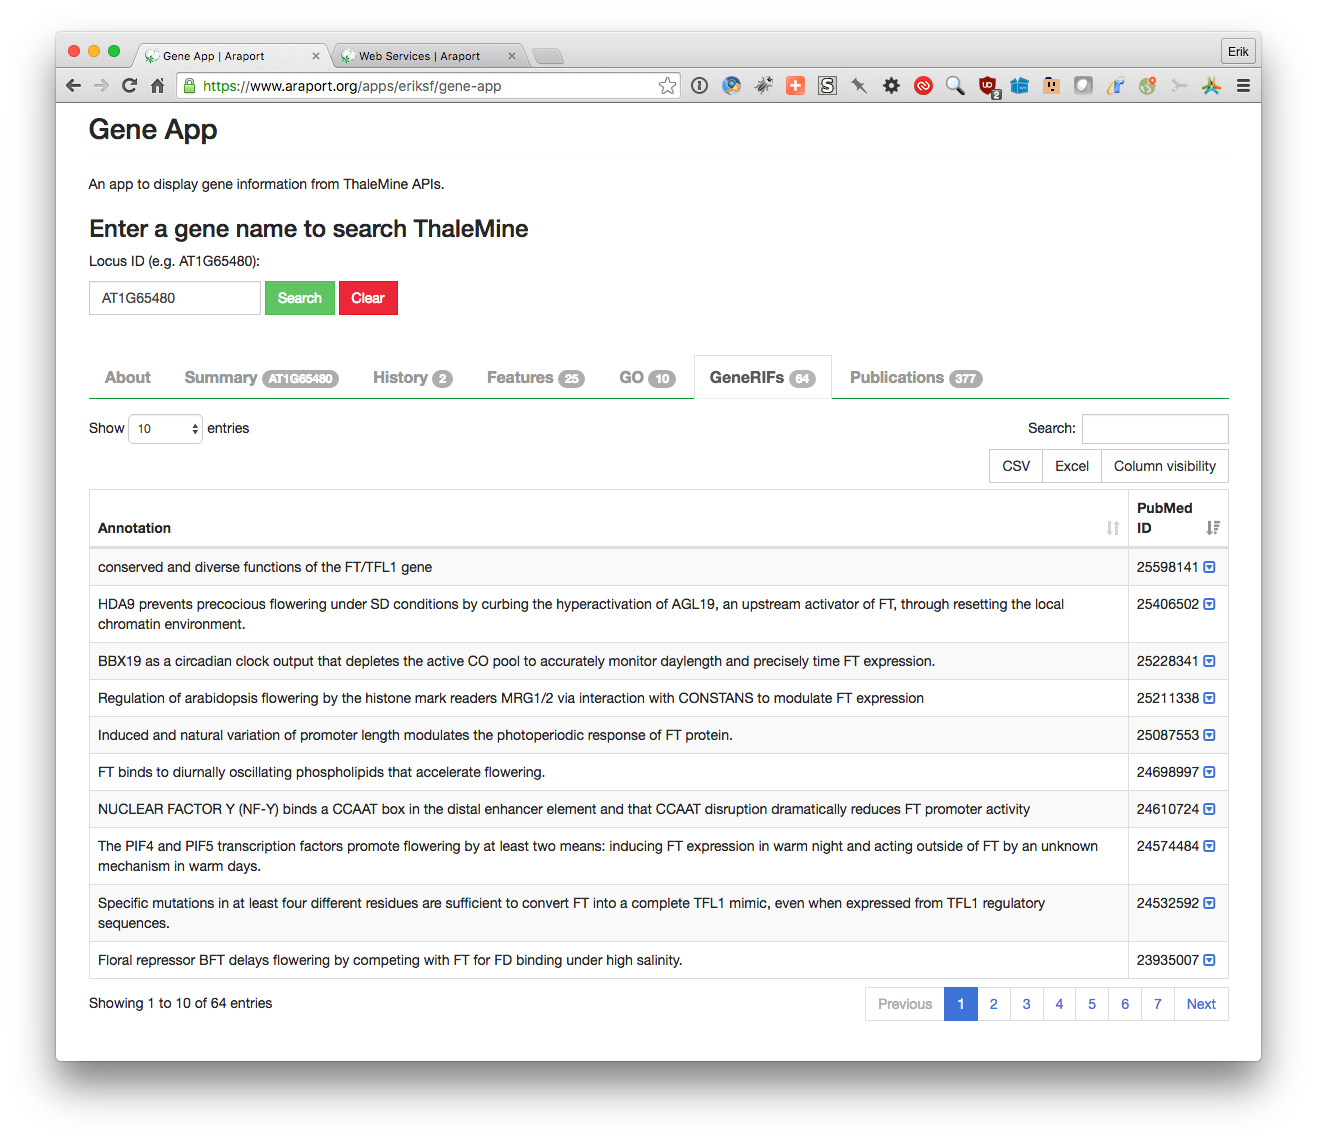 Gene App | Araport
Web Services | Araport
Erik
https://www.araport.org/apps/eriksf/gene-app
2
Gene App
An app to display gene information from ThaleMine APIs.
Enter a gene name to search ThaleMine
Locus ID (e.g. AT1G65480):
AT1G65480 Search Clear
About Summary AT1G65480 History 2 Features 25 GO 10 GeneRIFs 64 Publications 377
Show 10 entries Search:
CSV Excel Column visibility
PubMed
Annotation ID
conserved and diverse functions of the FT/TFL1 gene 25598141
HDA9 prevents precocious flowering under SD conditions by curbing the hyperactivation of AGL19, an upstream activator of FT, through resetting the local 25406502
chromatin environment.
BBX19 as a circadian clock output that depletes the active CO pool to accurately monitor daylength and precisely time FT expression. 25228341
Regulation of arabidopsis flowering by the histone mark readers MRG1/2 via interaction with CONSTANS to modulate FT expression 25211338
Induced and natural variation of promoter length modulates the photoperiodic response of FT protein. 25087553
FT binds to diurnally oscillating phospholipids that accelerate flowering. 24698997
NUCLEAR FACTOR Y (NF-Y) binds a CCAAT box in the distal enhancer element and that CCAAT disruption dramatically reduces FT promoter activity 24610724
The PIF4 and PIF5 transcription factors promote flowering by at least two means: inducing FT expression in warm night and acting outside of FT by an unknown 24574484
mechanism in warm days.
Specific mutations in at least four different residues are sufficient to convert FT into a complete TFL1 mimic, even when expressed from TFL1 regulatory 24532592
sequences.
Floral repressor BFT delays flowering by competing with FT for FD binding under high salinity. 23935007
Showing 1 to 10 of 64 entries Previous 1 2 3 4 5 6 7 Next